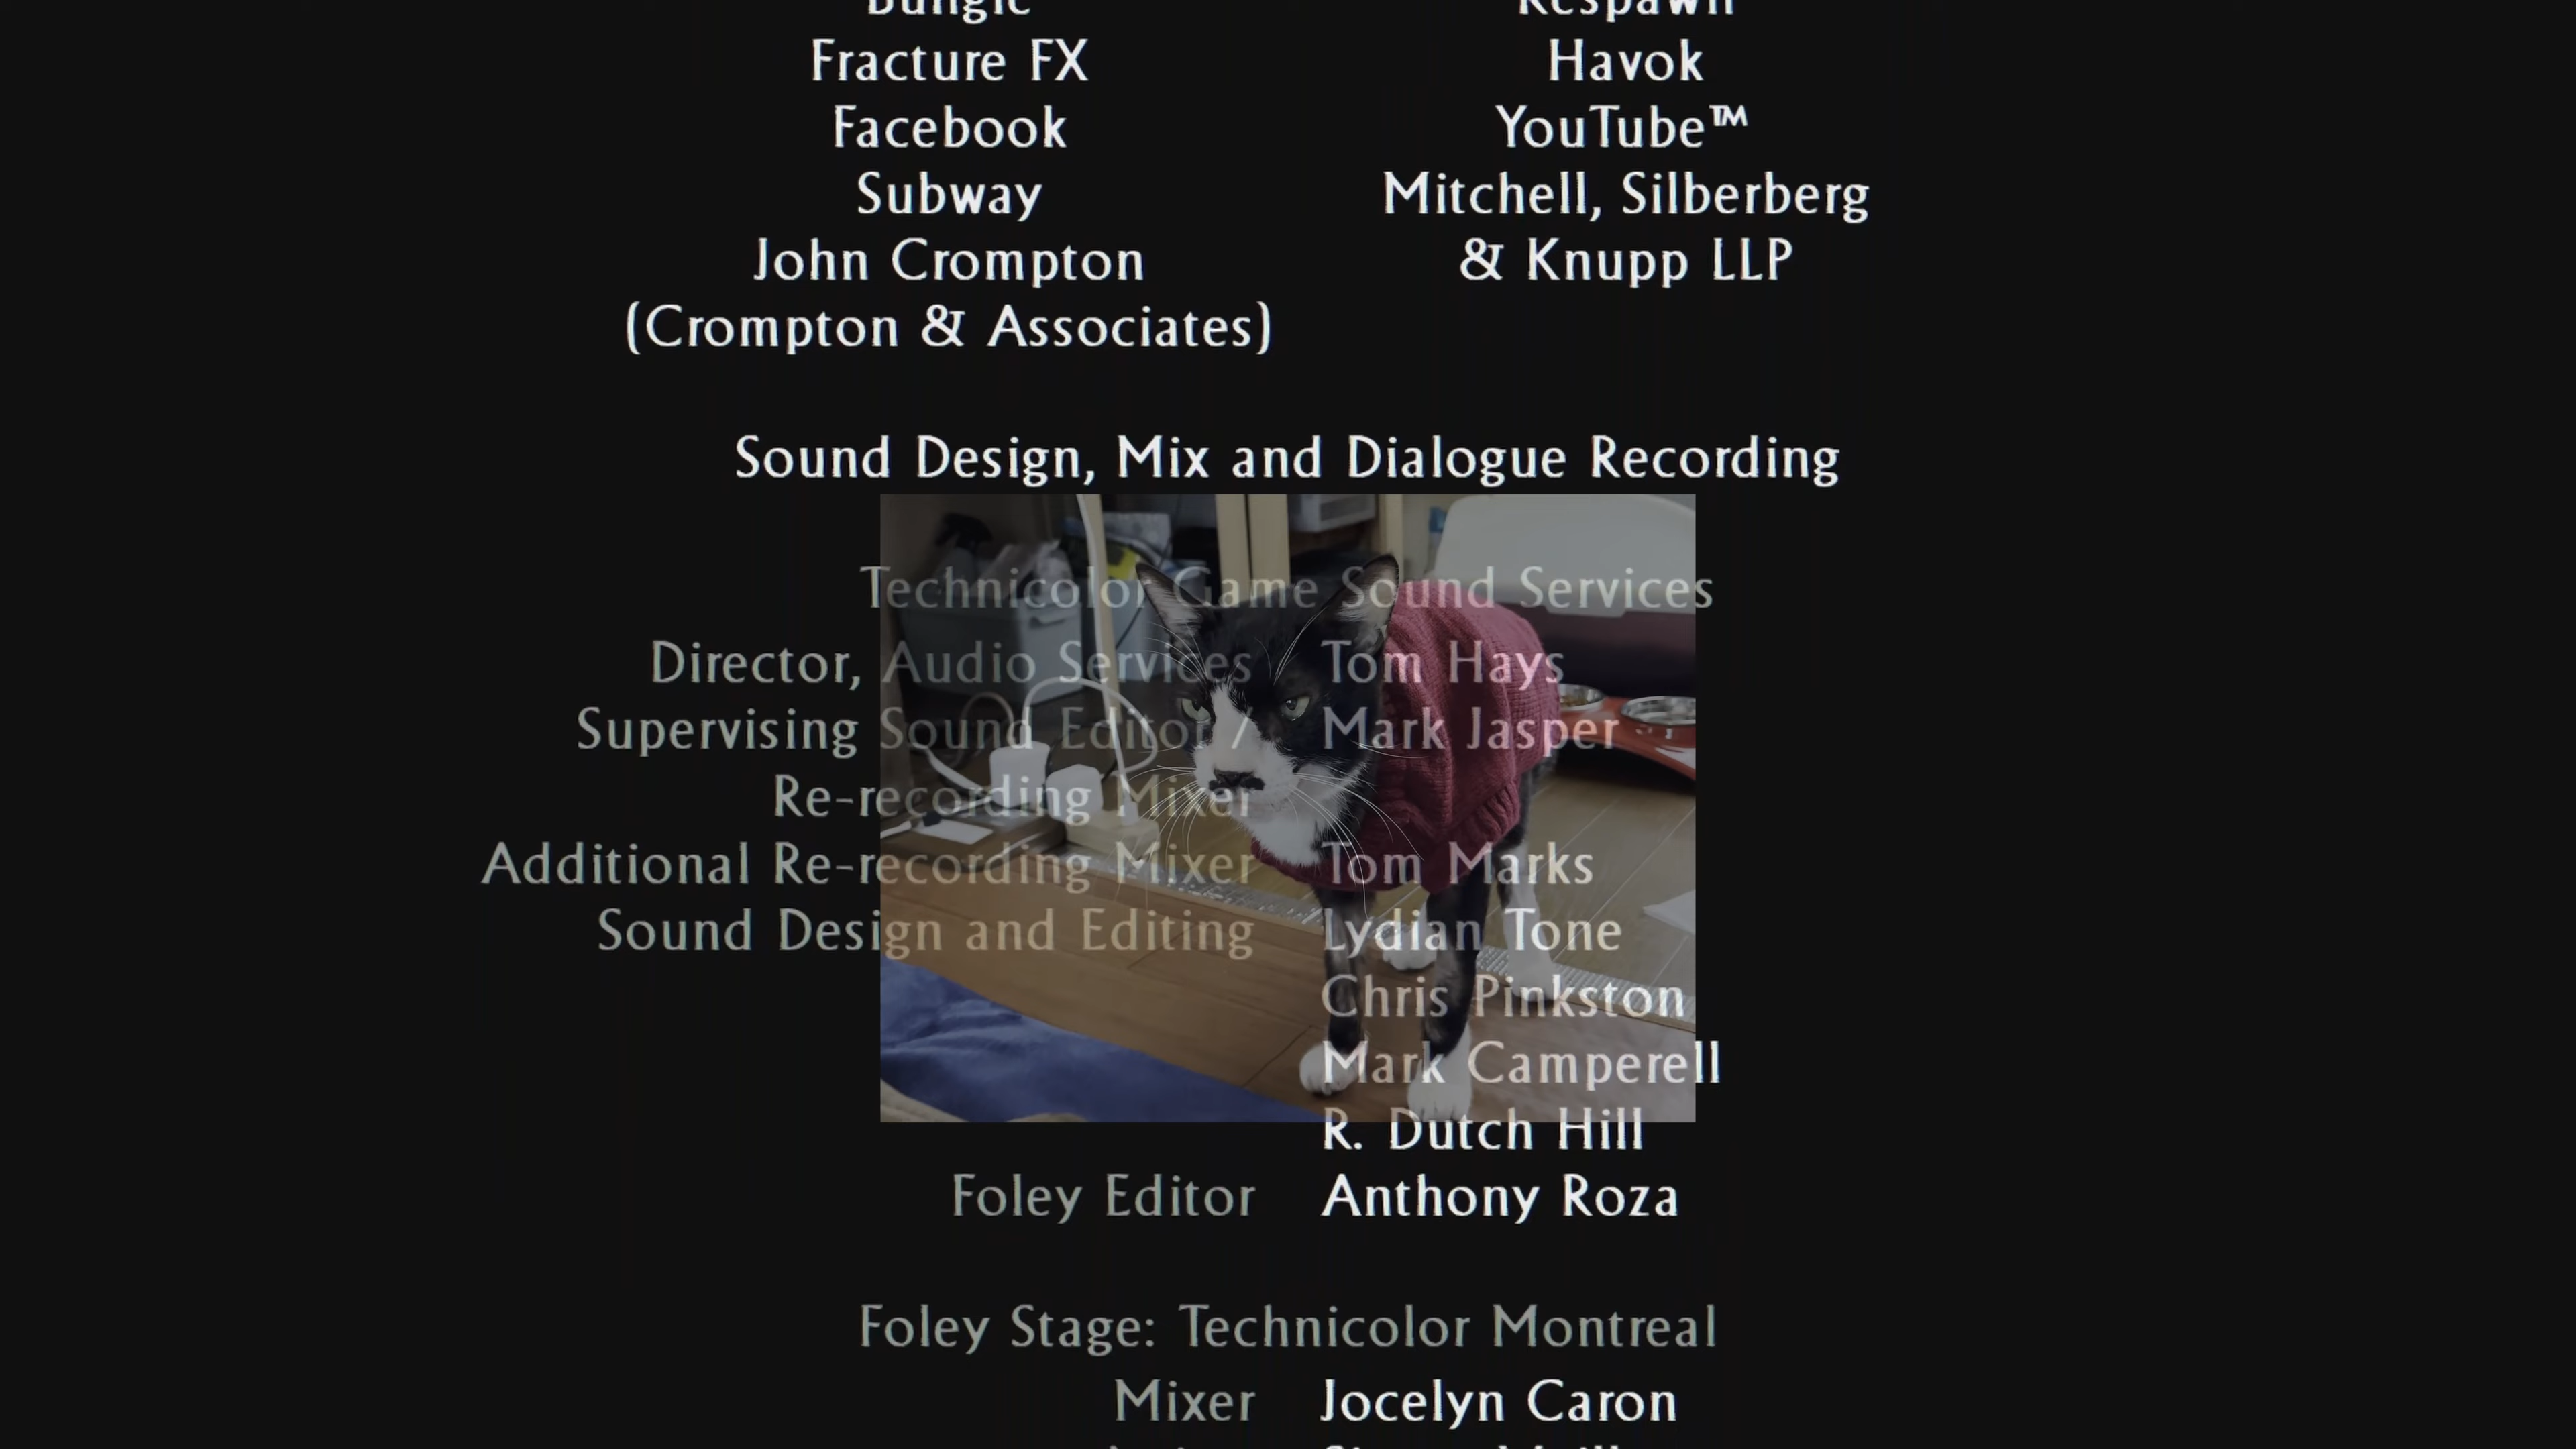 Bungie
Respawn
Fracture FX
Havok
Facebook
YouTube™
Subway
Mitchell, Silberberg
John Crompton
& Knupp LLP
(Crompton & Associates)
Sound Design, Mix and Dialogue Recording
Technicolor Game Sound Services
Director, Audio Services Tom Hays
Supervising Sound Editor / Mark Jasper
Re-recording Mixer
Additional Re-recording Mixer Tom Marks
Sound Design and Editing Lydian Tone
Chris Pinkston
Mark Camperell
R. Dutch Hill
Foley Editor Anthony Roza
Foley Stage: Technicolor Montreal
Mixer Jocelyn Caron